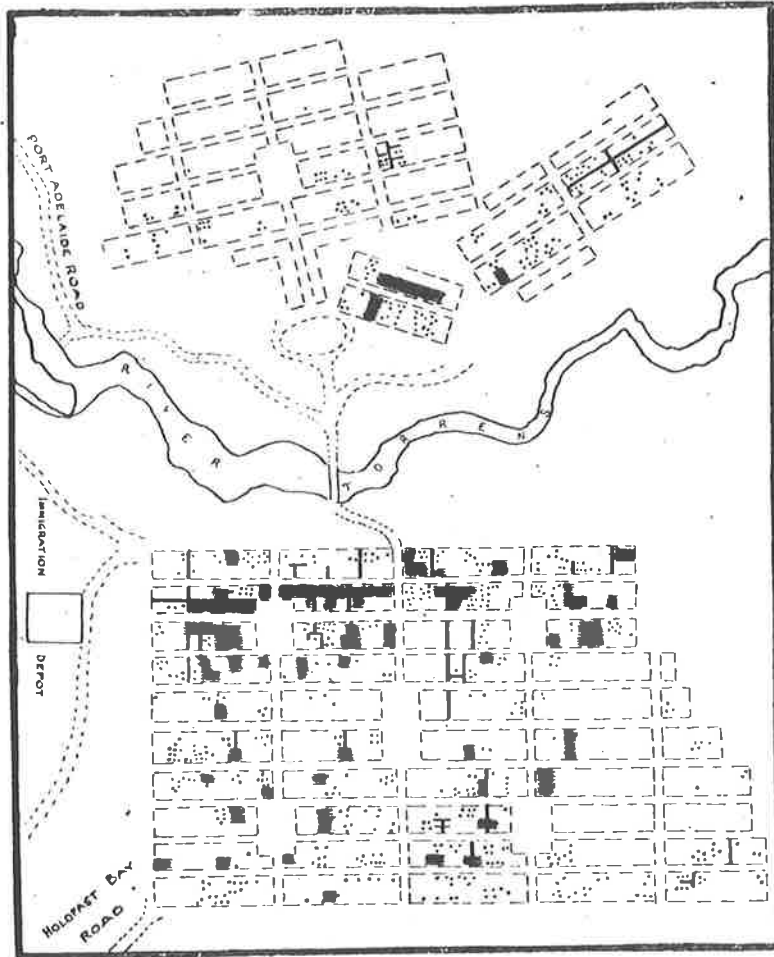 PORT ADELAIDE ROAD
RIVER TORRENS
IMMIGRATION
DEPOT
HOLDFAST BAY
ROAD